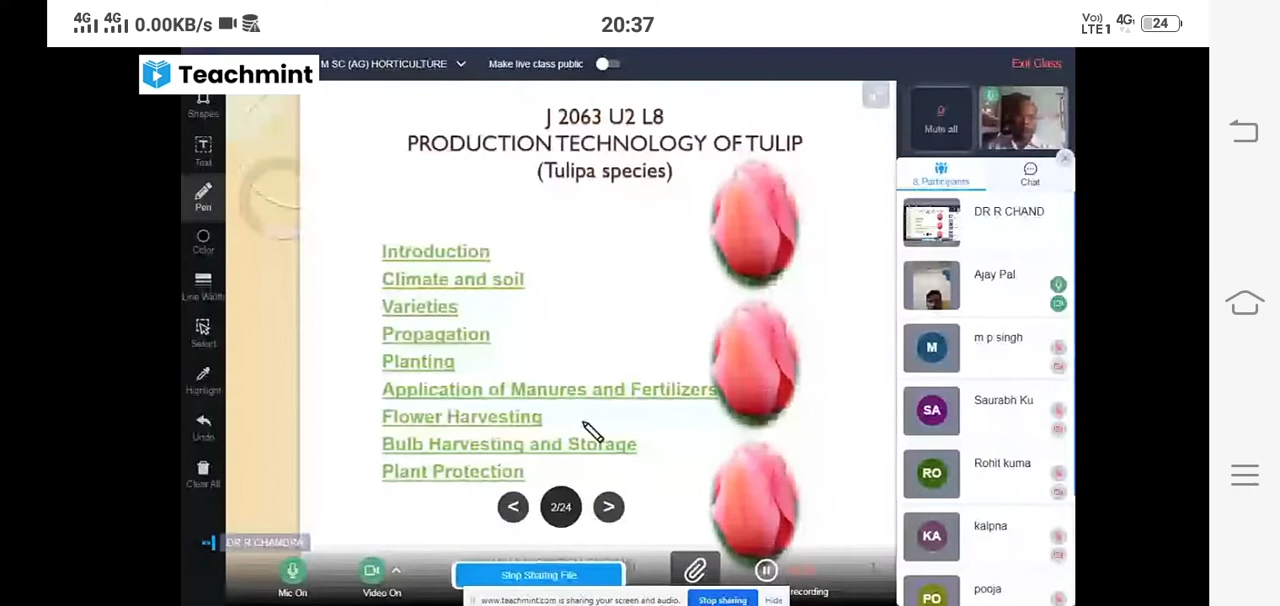 4G 4G 0.00KB/s
20:37
Vo)) LTE1 4G 24
Teachmint
M SC (AG) HORTICULTURE
Make live class public
Exit Class
J 2063 U2 L8
PRODUCTION TECHNOLOGY OF TULIP
(Tulipa species)
Introduction
Climate and soil
Varieties
Propagation
Planting
Application of Manures and Fertilizers
Flower Harvesting
Bulb Harvesting and Storage
Plant Protection
2/24
Shapes
Text
Pen
Color
Line Width
Select
Highlight
Undo
Clear All
DR R CHANDRA
Mic On
Video On
Stop Sharing File
recording
www.teachmint.com is sharing your screen and audio.
Stop sharing
Hide
Mute all
8 Participants
Chat
DR R CHAND
Ajay Pal
M
m p singh
SA
Saurabh Ku
RO
Rohit kuma
KA
kalpna
PO
pooja